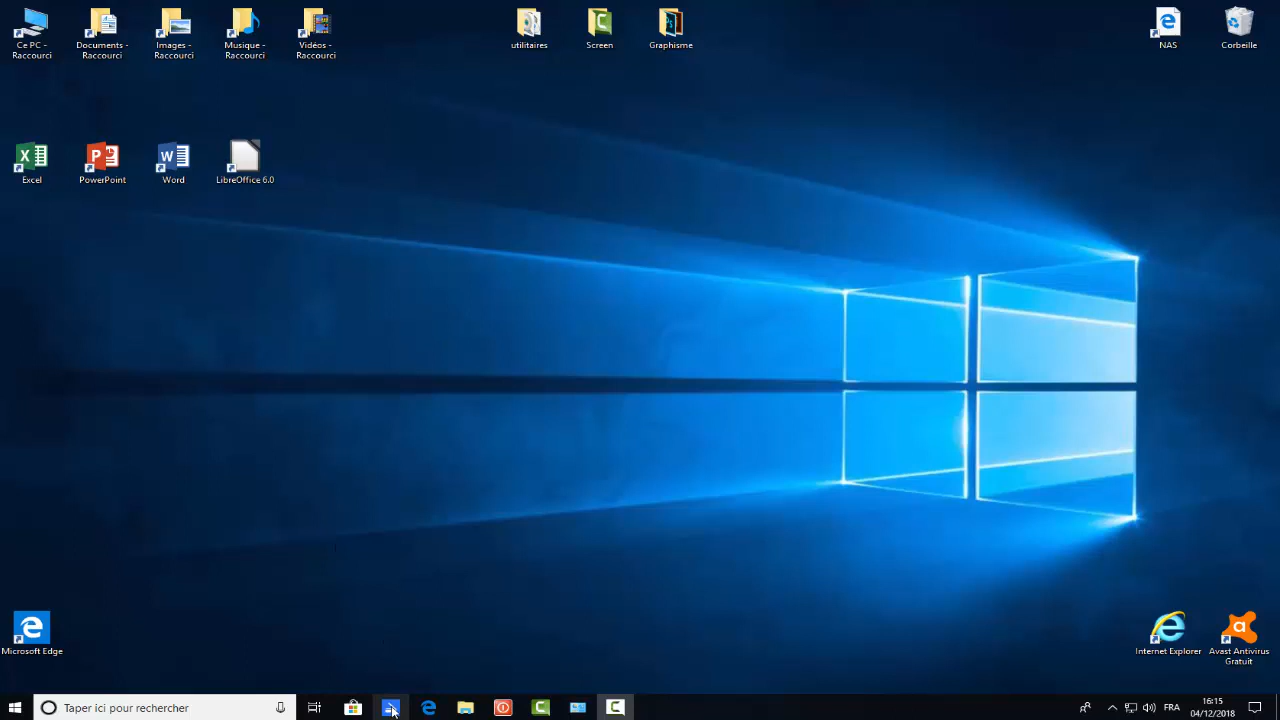 Ce PC -
Raccourci
Documents -
Raccourci
Images -
Raccourci
Musique -
Raccourci
Vidéos -
Raccourci
utilitaires
Screen
Graphisme
NAS
Corbeille
Excel
PowerPoint
Word
LibreOffice 6.0
Microsoft Edge
Internet Explorer
Avast Antivirus
Gratuit
Taper ici pour rechercher
FRA
16:15
04/12/2018